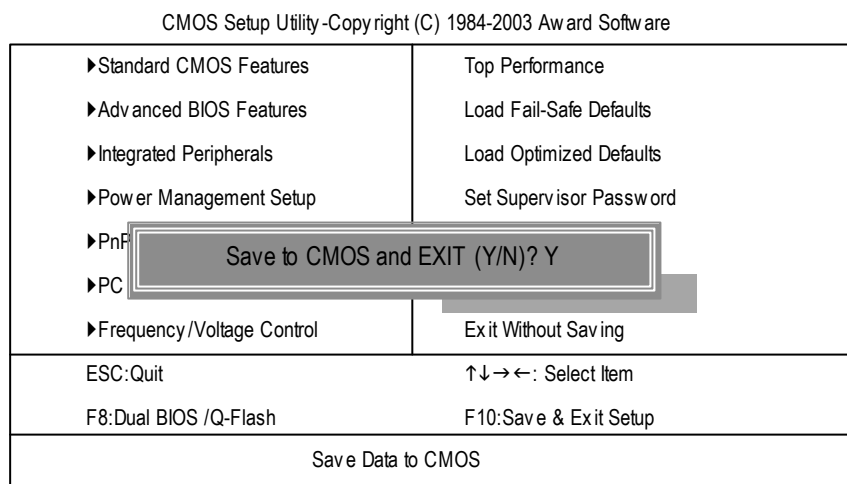 CMOS Setup Utility-Copyright (C) 1984-2003 Award Software
▶Standard CMOS Features
Top Performance
▶Advanced BIOS Features
Load Fail-Safe Defaults
▶Integrated Peripherals
Load Optimized Defaults
▶Power Management Setup
Set Supervisor Password
▶PnP
Save to CMOS and EXIT (Y/N)? Y
▶PC
▶Frequency/Voltage Control
Exit Without Saving
ESC:Quit
↑↓→←: Select Item
F8:Dual BIOS /Q-Flash
F10:Save & Exit Setup
Save Data to CMOS